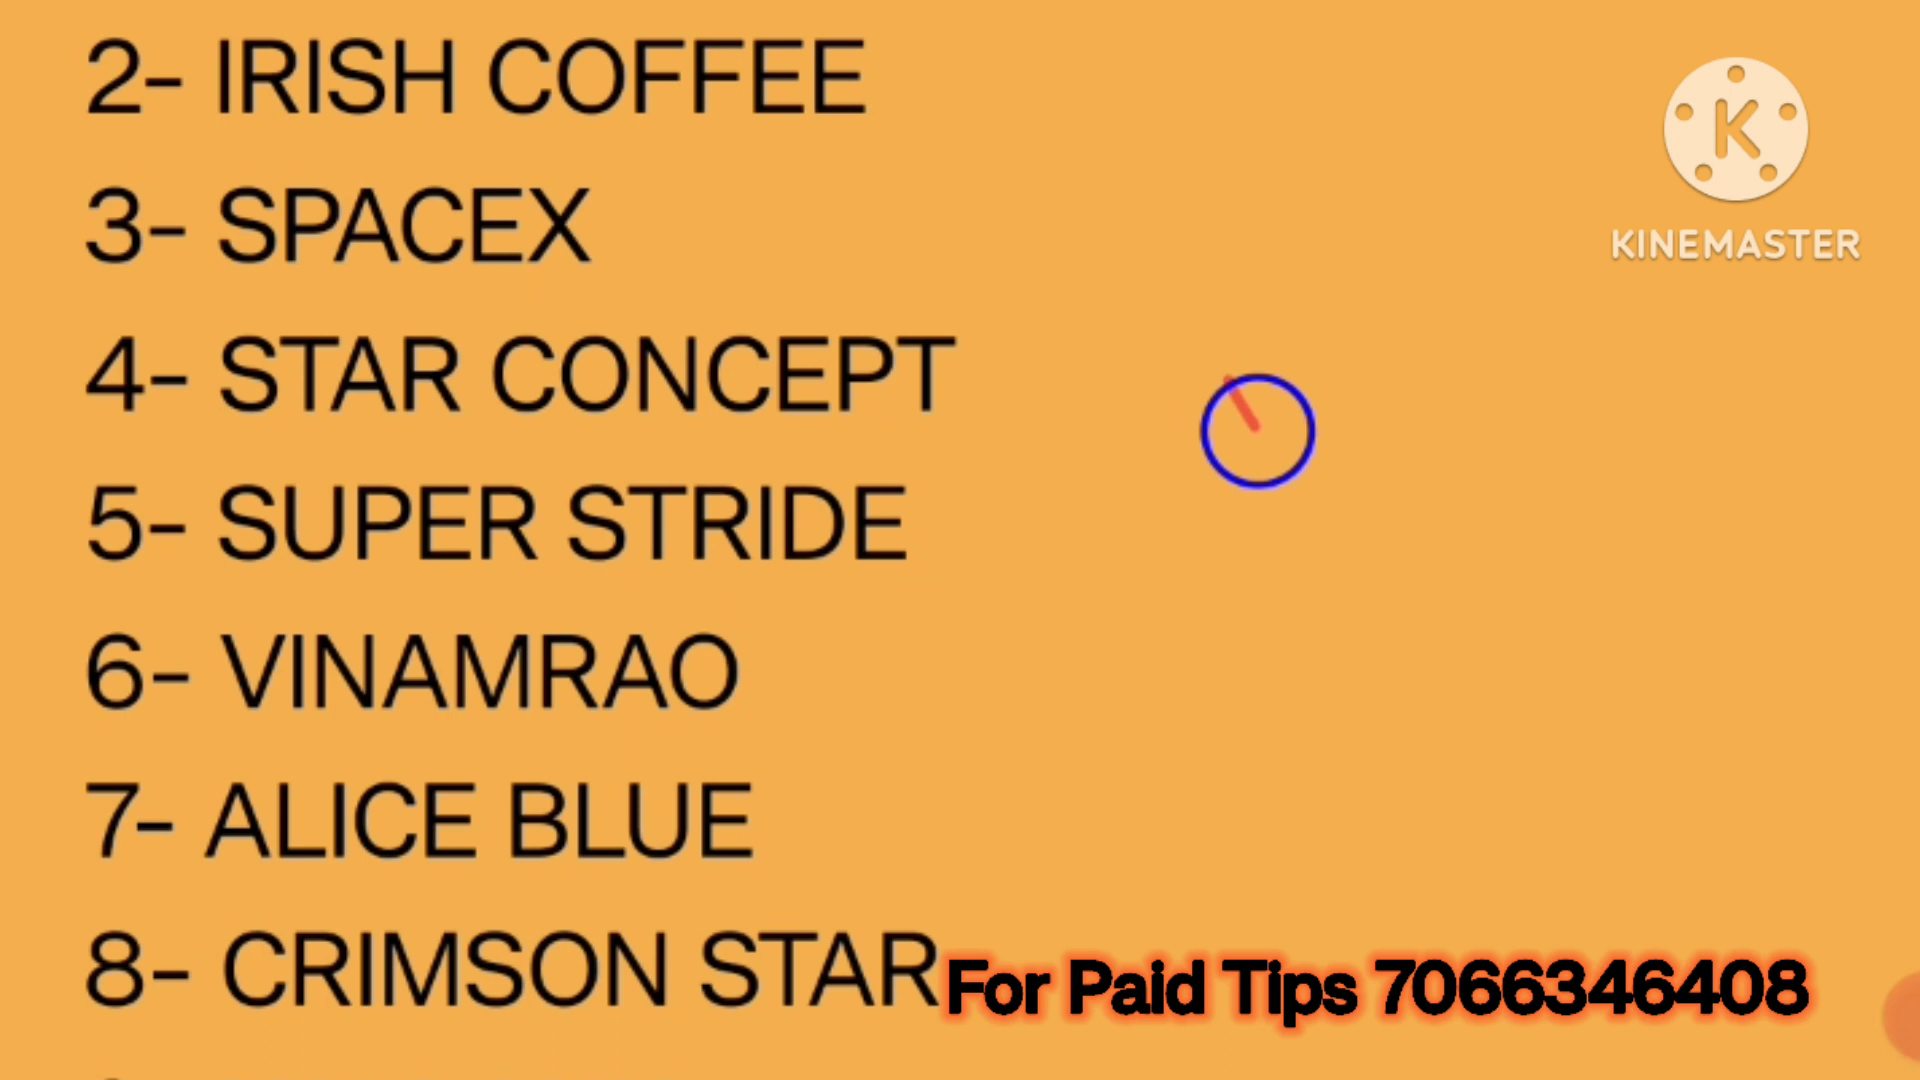 2- IRISH COFFEE
3- SPACEX
4- STAR CONCEPT
5- SUPER STRIDE
6- VINAMRAO
7- ALICE BLUE
8- CRIMSON STAR
For Paid Tips 7066346408
K
KINEMASTER